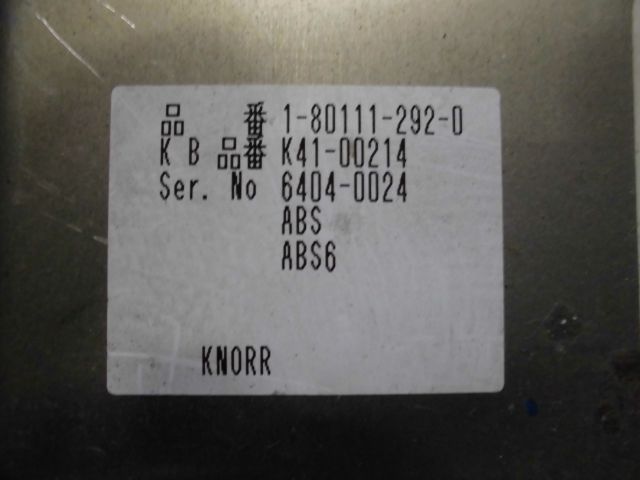 品　番 1-80111-292-0
K B 品番 K41-00214
Ser. No 6404-0024
ABS
ABS6
KNORR